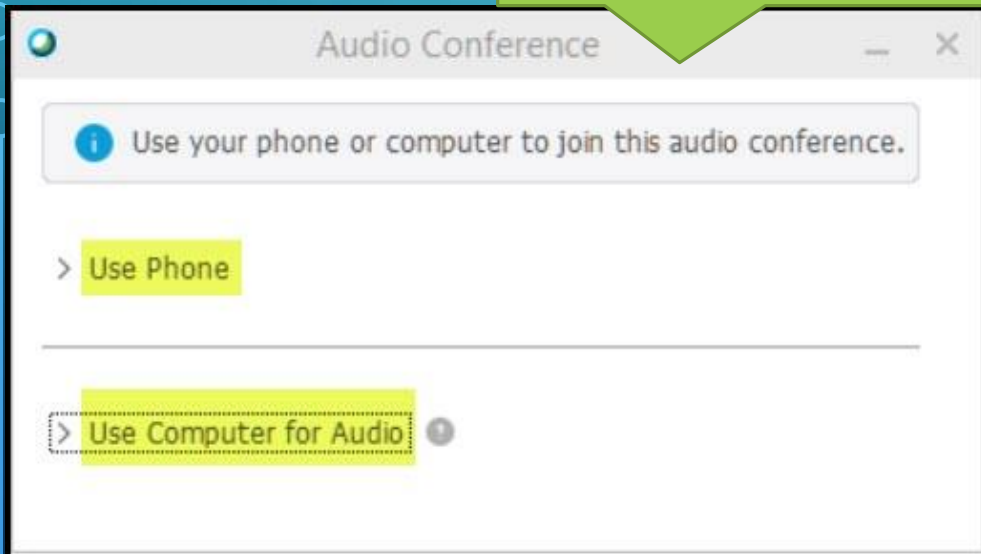 Audio Conference
Use your phone or computer to join this audio conference.
Use Phone
Use Computer for Audio